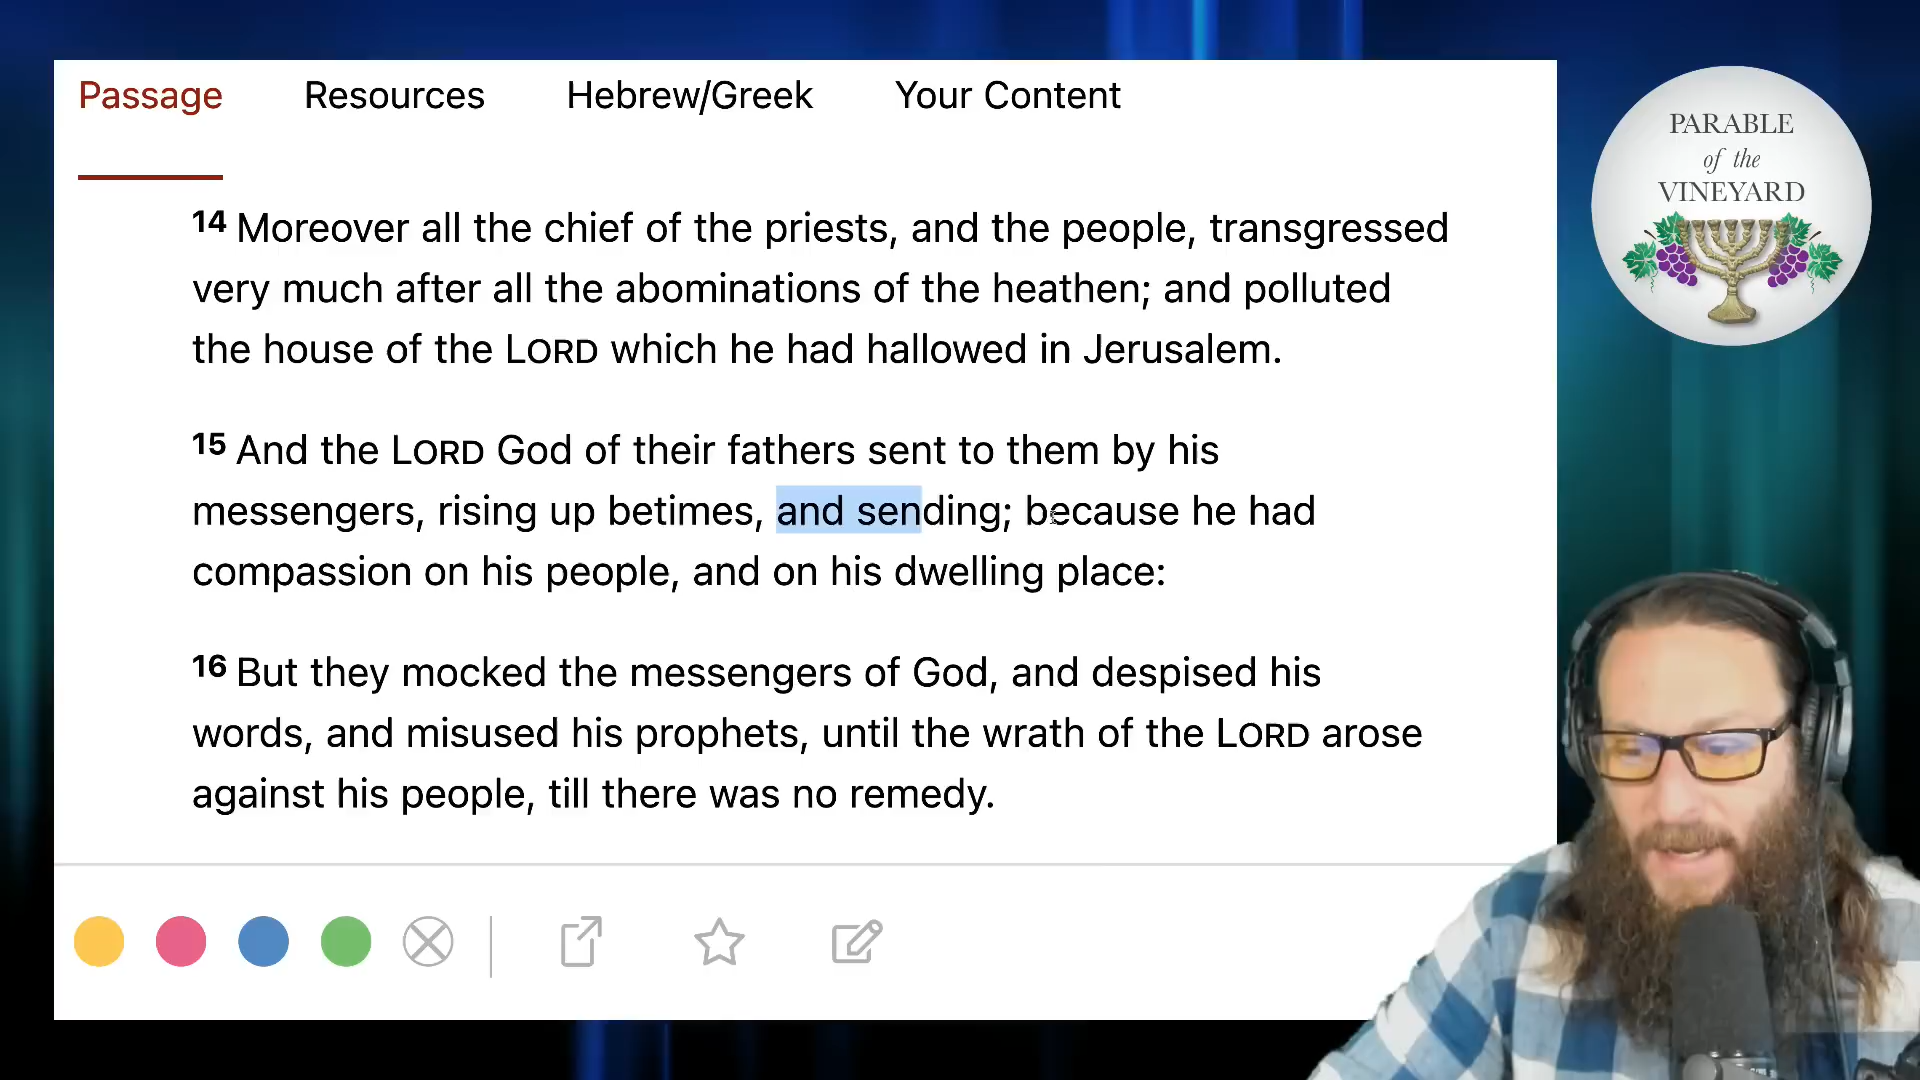 Passage Resources Hebrew/Greek Your Content
PARABLE
of the
VINEYARD
14 Moreover all the chief of the priests, and the people, transgressed
very much after all the abominations of the heathen; and polluted
the house of the LORD which he had hallowed in Jerusalem.
15 And the LORD God of their fathers sent to them by his
messengers, rising up betimes, and sending; because he had
compassion on his people, and on his dwelling place:
16 But they mocked the messengers of God, and despised his
words, and misused his prophets, until the wrath of the LORD arose
against his people, till there was no remedy.